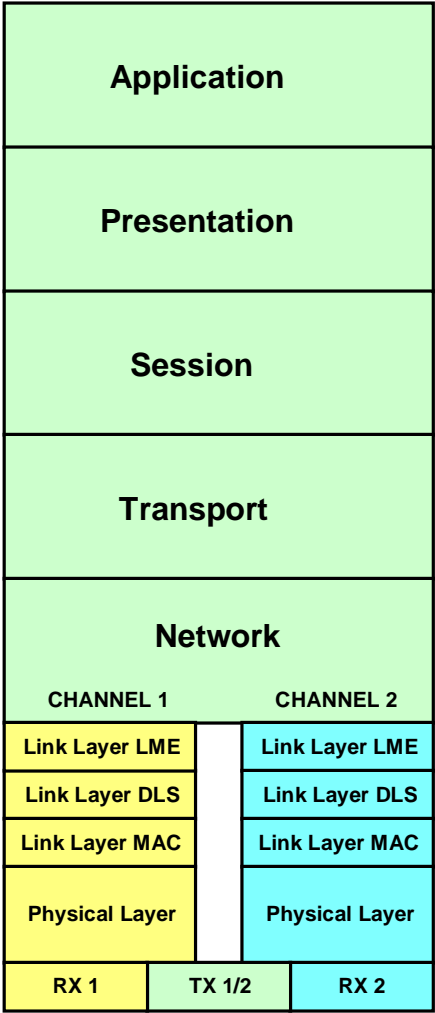 Application
Presentation
Session
Transport
Network
CHANNEL 1 CHANNEL 2
Link Layer LME Link Layer LME
Link Layer DLS Link Layer DLS
Link Layer MAC Link Layer MAC
Physical Layer Physical Layer
RX 1 TX 1/2 RX 2